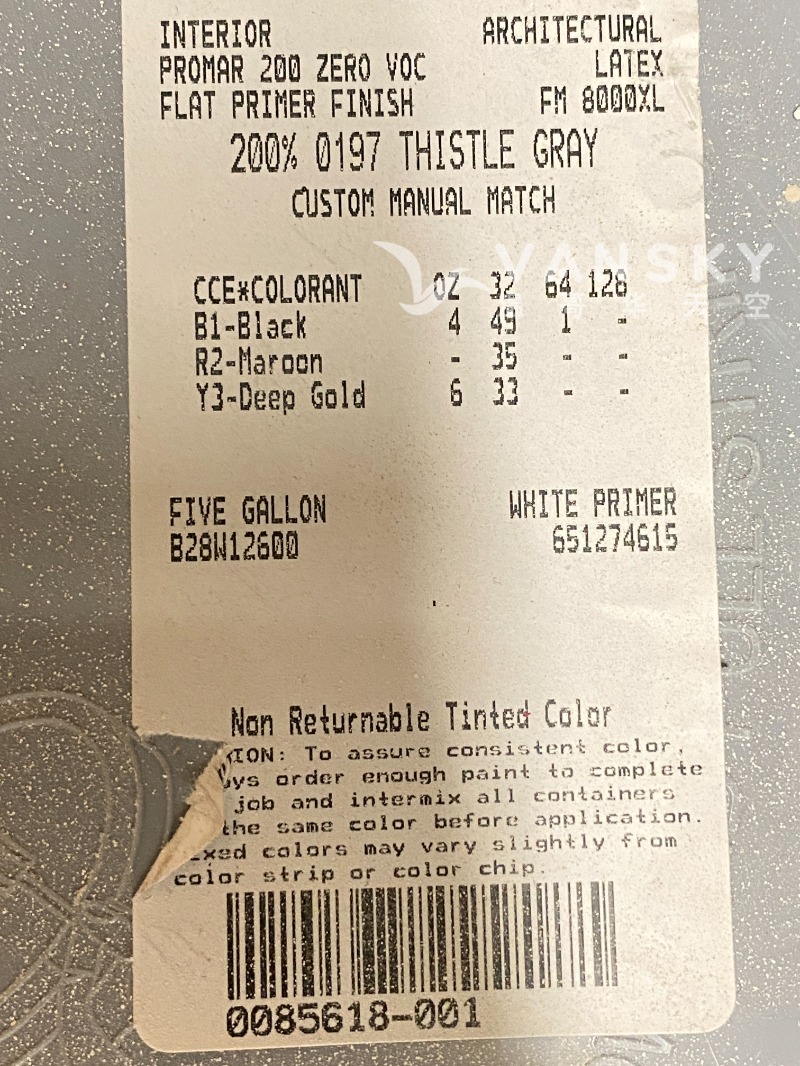 INTERIOR ARCHITECTURAL
PROMAR 200 ZERO VOC LATEX
FLAT PRIMER FINISH FM 8000XL
200% 0197 THISTLE GRAY
CUSTOM MANUAL MATCH
VANSKY
CCE*COLORANT OZ 32 64 128
B1-Black 4 49 1 -
R2-Maroon - 35 - -
Y3-Deep Gold 6 33 - -
FIVE GALLON WHITE PRIMER
B28W12600 651274615
Non Returnable Tinted Color
ION: To assure consistent color,
ys order enough paint to complete
job and intermix all containers
the same color before application.
xed colors may vary slightly from
color strip or color chip.
0085618-001